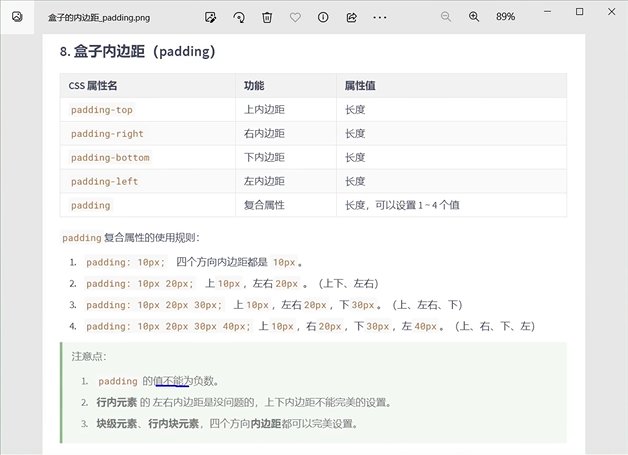 盒子的内边距_padding.png
89%
8. 盒子内边距（padding）
CSS 属性名 功能 属性值
padding-top 上内边距 长度
padding-right 右内边距 长度
padding-bottom 下内边距 长度
padding-left 左内边距 长度
padding 复合属性 长度，可以设置 1 ~ 4 个值
padding 复合属性的使用规则：
1. padding: 10px; 四个方向内边距都是 10px 。
2. padding: 10px 20px; 上 10px ，左右 20px 。（上下、左右）
3. padding: 10px 20px 30px; 上 10px ，左右 20px ，下 30px 。（上、左右、下）
4. padding: 10px 20px 30px 40px; 上 10px ，右 20px ，下 30px ，左 40px 。（上、右、下、左）
注意点：
1. padding 的值不能为负数。
2. 行内元素 的 左右内边距是没问题的，上下内边距不能完美的设置。
3. 块级元素、行内块元素，四个方向内边距都可以完美设置。